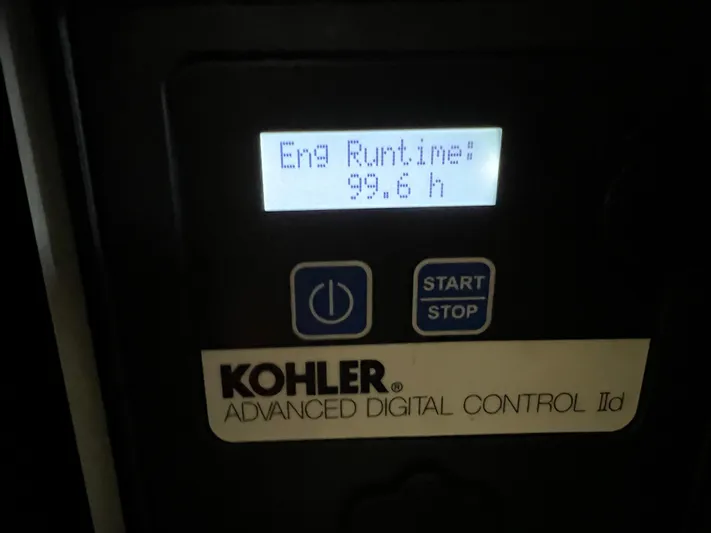 Eng Runtime:
99.6 h
START
STOP
KOHLER®
ADVANCED DIGITAL CONTROL IId